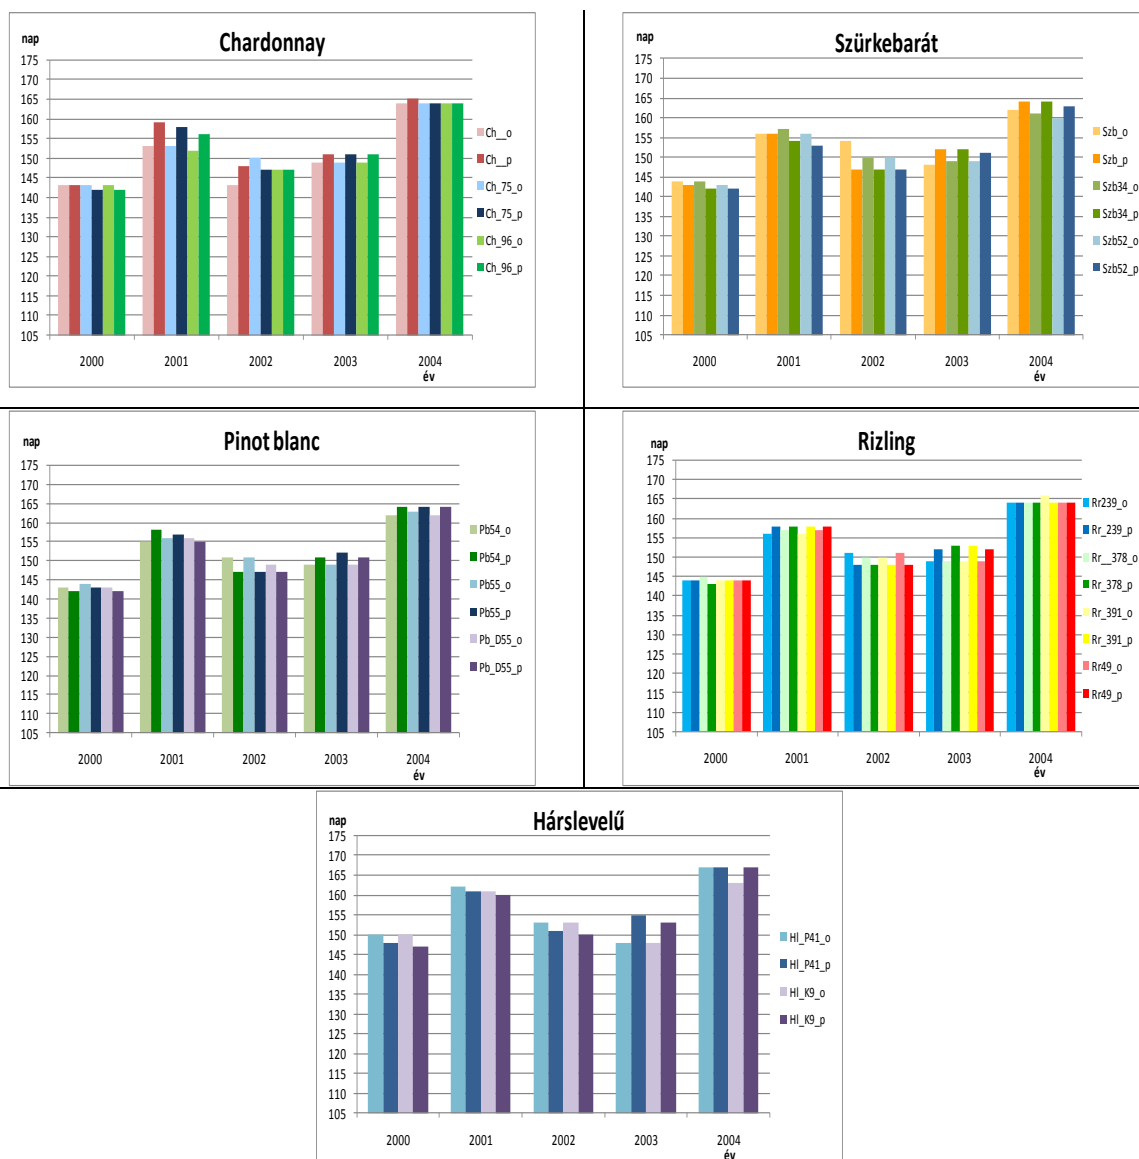 Chardonnay
nap
175
170
165
160
155
150
145
140
135
130
125
120
115
110
105
2000
2001
2002
2003
2004
év
Ch__o
Ch__p
Ch_75_o
Ch_75_p
Ch_96_o
Ch_96_p
Szürkebarát
nap
175
170
165
160
155
150
145
140
135
130
125
120
115
110
105
2000
2001
2002
2003
2004
év
Szb_o
Szb_p
Szb34_o
Szb34_p
Szb52_o
Szb52_p
Pinot blanc
nap
175
170
165
160
155
150
145
140
135
130
125
120
115
110
105
2000
2001
2002
2003
2004
év
Pb54_o
Pb54_p
Pb55_o
Pb55_p
Pb_D55_o
Pb_D55_p
Rizling
nap
175
170
165
160
155
150
145
140
135
130
125
120
115
110
105
2000
2001
2002
2003
2004
év
Rr239_o
Rr_239_p
Rr__378_o
Rr_378_p
Rr_391_o
Rr_391_p
Rr49_o
Rr49_p
Hárslevelű
nap
175
170
165
160
155
150
145
140
135
130
125
120
115
110
105
2000
2001
2002
2003
2004
év
Hl_P41_o
Hl_P41_p
Hl_K9_o
Hl_K9_p